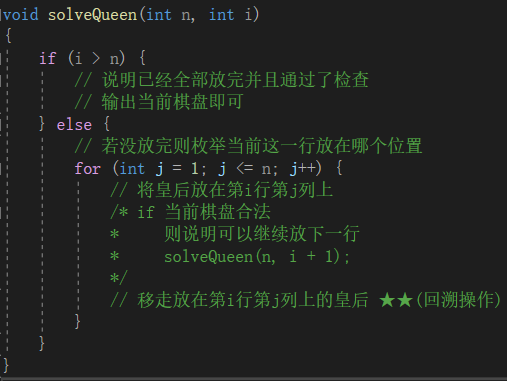 void solveQueen(int n, int i)
{
if (i > n) {
// 说明已经全部放完并且通过了检查
// 输出当前棋盘即可
} else {
// 若没放完则枚举当前这一行放在哪个位置
for (int j = 1; j <= n; j++) {
// 将皇后放在第i行第j列上
/* if 当前棋盘合法
* 则说明可以继续放下一行
* solveQueen(n, i + 1);
*/
// 移走放在第i行第j列上的皇后 ★★(回溯操作)
}
}
}